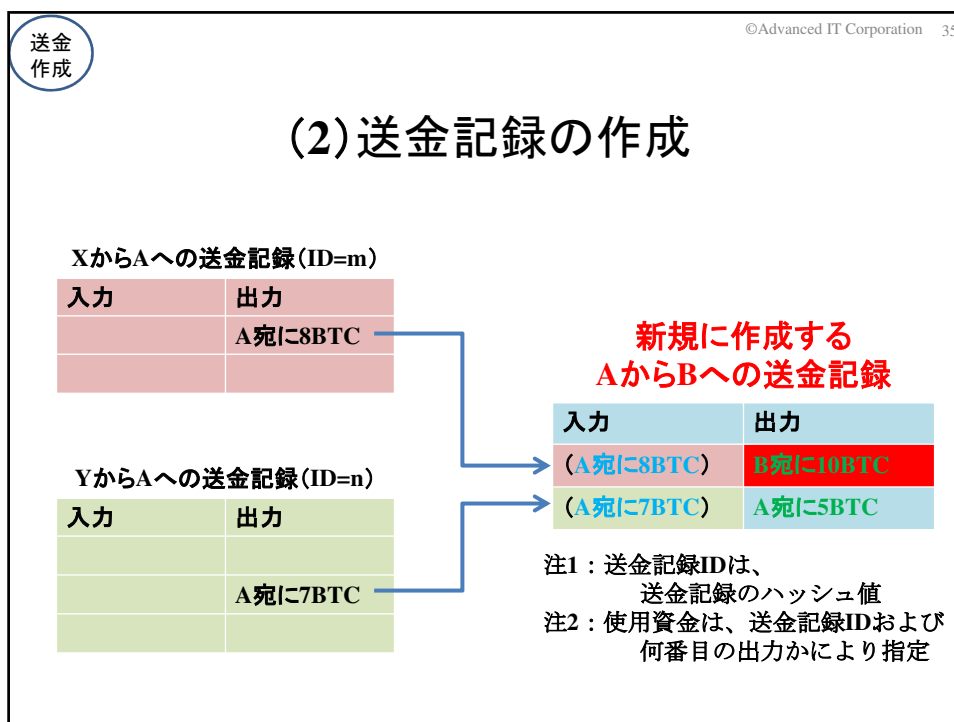 送金
作成
©Advanced IT Corporation 35
(2)送金記録の作成
XからAへの送金記録(ID=m)
入力 出力
A宛に8BTC
YからAへの送金記録(ID=n)
入力 出力
A宛に7BTC
新規に作成する
AからBへの送金記録
入力 出力
(A宛に8BTC) B宛に10BTC
(A宛に7BTC) A宛に5BTC
注1：送金記録IDは、
送金記録のハッシュ値
注2：使用資金は、送金記録IDおよび
何番目の出力かにより指定